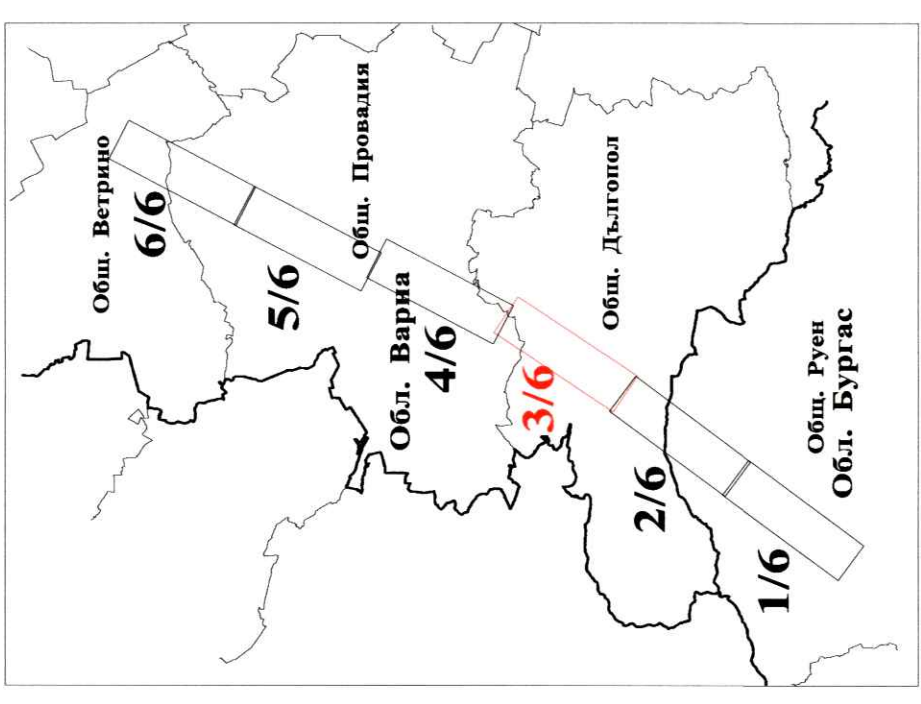 Общ. Ветрино
6/6
5/6
Общ. Провадия
Обл. Варна
4/6
3/6
Общ. Дългопол
2/6
1/6
Общ. Руен
Обл. Бургас